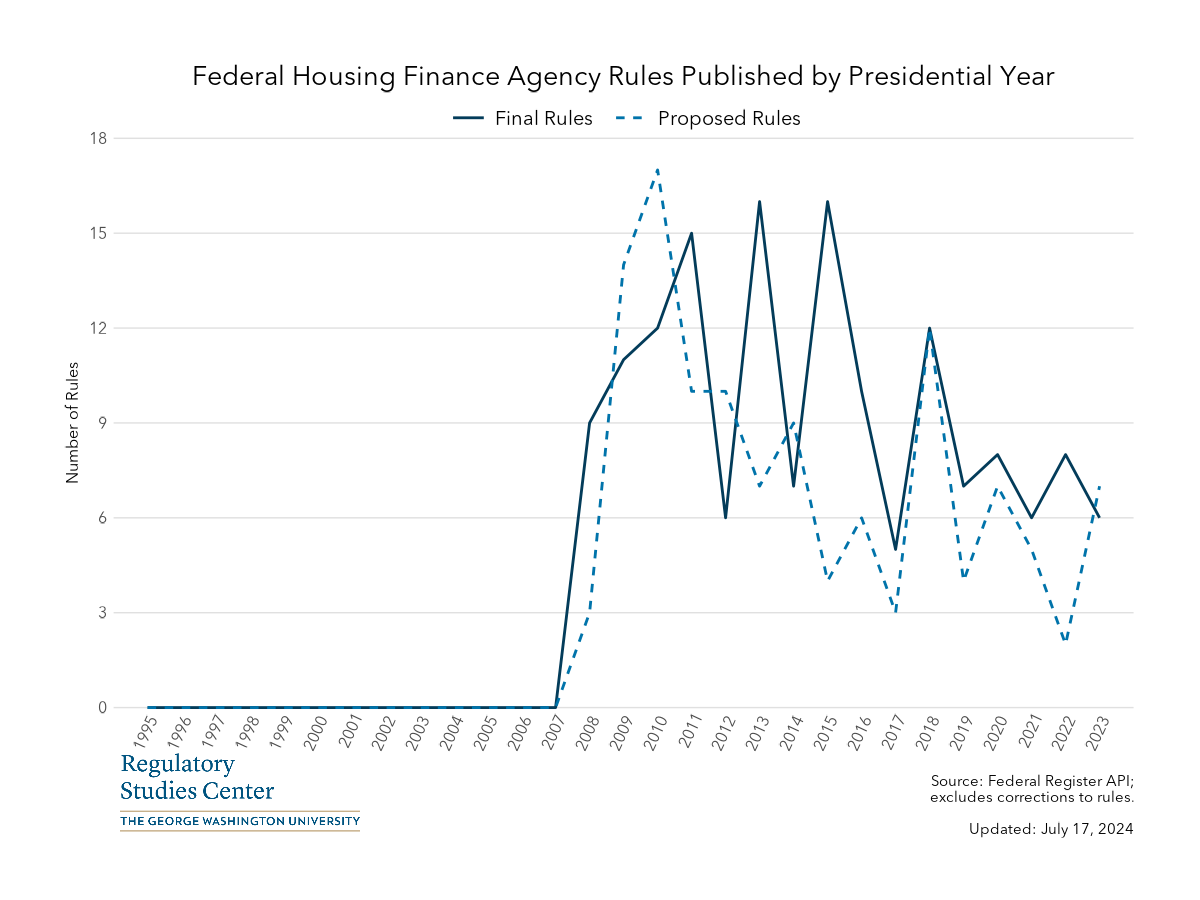 Federal Housing Finance Agency Rules Published by Presidential Year
Final Rules Proposed Rules
18
15
12
9
6
3
0
Number of Rules
1995 1996 1997 1998 1999 2000 2001 2002 2003 2004 2005 2006 2007 2008 2009 2010 2011 2012 2013 2014 2015 2016 2017 2018 2019 2020 2021 2022 2023
Regulatory
Studies Center
THE GEORGE WASHINGTON UNIVERSITY
Source: Federal Register API;
excludes corrections to rules.
Updated: July 17, 2024